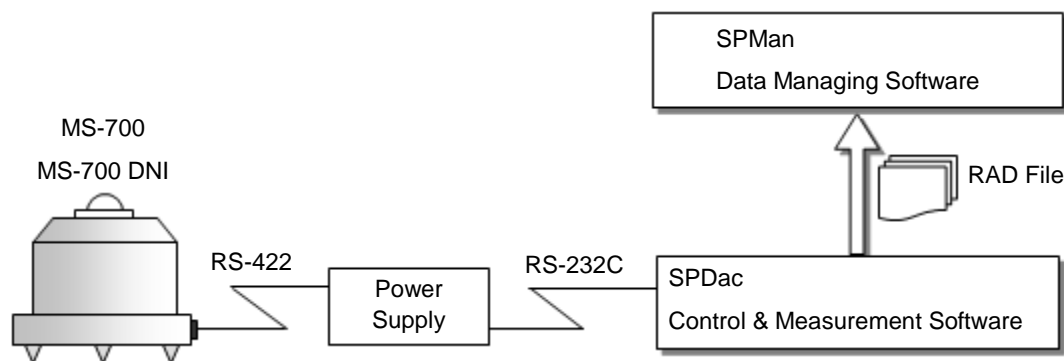 SPMan
Data Managing Software
MS-700
MS-700 DNI
RAD File
RS-422
RS-232C
Power
Supply
SPDac
Control & Measurement Software